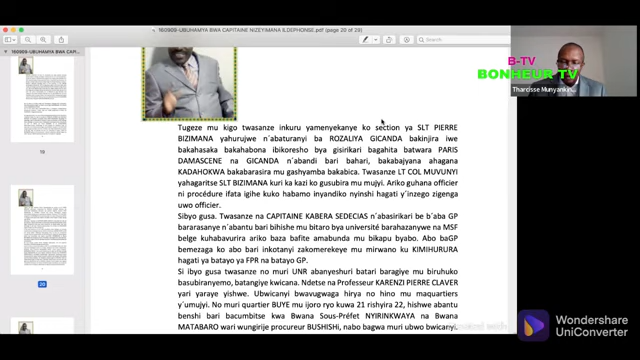 160909-UBUHAMYA BWA CAPITAINE NIZEYIMANA ILDEPHONSE.pdf (page 20 of 29)
160909-UBUHAMYA BWA CAPI...
Search
B-TV
BONHEUR TV
Tharcisse Munyankin...
19
20
Tugeze mu kigo twasanze inkuru yamenyekanye ko section ya SLT PIERRE
BIZIMANA yahurujwe n'abaturanyi ba ROZALIYA GICANDA bakinjira iwe
bakahasaka bakahabona ibikoresho bya gisirikari bagahita batwara PARIS
DAMASCENE na GICANDA n'abandi bari bahari, bakabajyana ahagana
KADAHOKWA bakabarasira mu gashyamba bakabica. Twasanze LT COL MUVUNYI
yahagaritse SLT BIZIMANA kuri ka kazi ko gusubira mu mujyi. Ariko guhana officier
ni procédure ifata igihe kuko habamo inyandiko nyinshi hagati y'inzego zigenga
uwo officier.
Sibyo gusa. Twasanze na CAPITAINE KABERA SEDECIAS n'abasirikari be b'aba GP
bararasanye n'abantu bari bihishe mu bitaro bya université barahazanywe na MSF
belge kuhabavurira ariko baza bafite amabunda mu bikapu byabo. Abo baGP
bemezaga ko abo bari inkotanyi zakomerekeye mu mirwano ku KIMIHURURA
hagati ya batayo ya FPR na batayo GP.
Si ibyo gusa twasanze no muri UNR abanyeshuri batari baragiye mu biruhuko
basubiranyemo, batangiye kwicana. Ndetse na Professeur KARENZI PIERRE CLAVER
yari yaraye yishwe. Ubwicanyi bwavugwaga hirya no hino mu maquartiers
y'umujyi. No muri quartier BUYE mu ijoro ryo kuwa 21 rishyira 22, hishwe abantu
benshi bari bacumbitse kwa Bwana Sous-Préfet NYIRINKWAYA na Bwana
MATABARO wari wungirije procureur BUSHISHI, nabo bagwa muri ubwo bwicanyi.
Wondershare
UniConverter